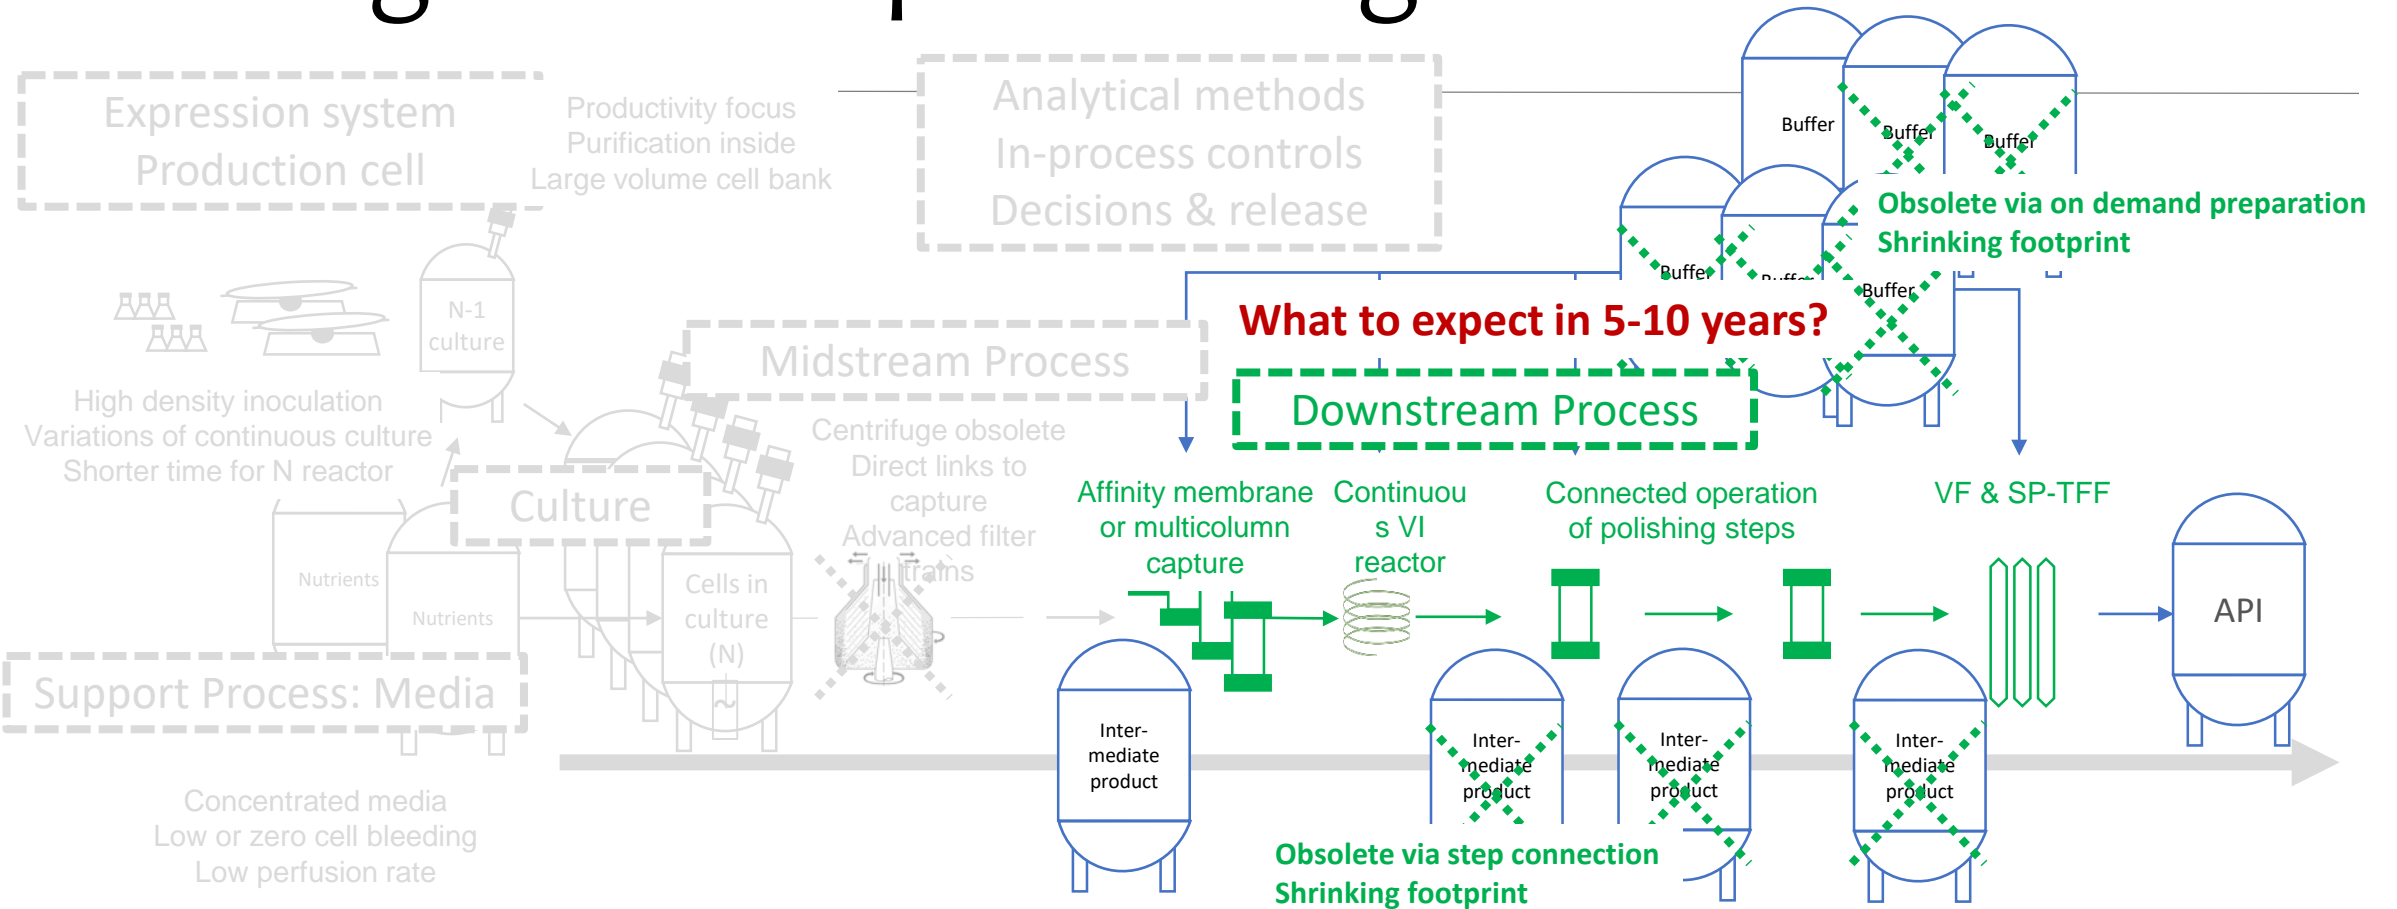 Expression system
Production cell
Productivity focus
Purification inside
Large volume cell bank
Analytical methods
In-process controls
Decisions & release
Buffer
Buffer
Buffer
Obsolete via on demand preparation
Shrinking footprint
Buffer
Buffer
Buffer
N-1
culture
What to expect in 5-10 years?
Midstream Process
Downstream Process
High density inoculation
Variations of continuous culture
Shorter time for N reactor
Culture
Centrifuge obsolete
Direct links to
capture
Advanced filter
trains
Affinity membrane
or multicolumn
capture
Continuou
s VI
reactor
Connected operation
of polishing steps
VF & SP-TFF
Nutrients
Nutrients
Cells in
culture
(N)
API
Support Process: Media
Inter-
mediate
product
Inter-
mediate
product
Inter-
mediate
product
Inter-
mediate
product
Concentrated media
Low or zero cell bleeding
Low perfusion rate
Obsolete via step connection
Shrinking footprint